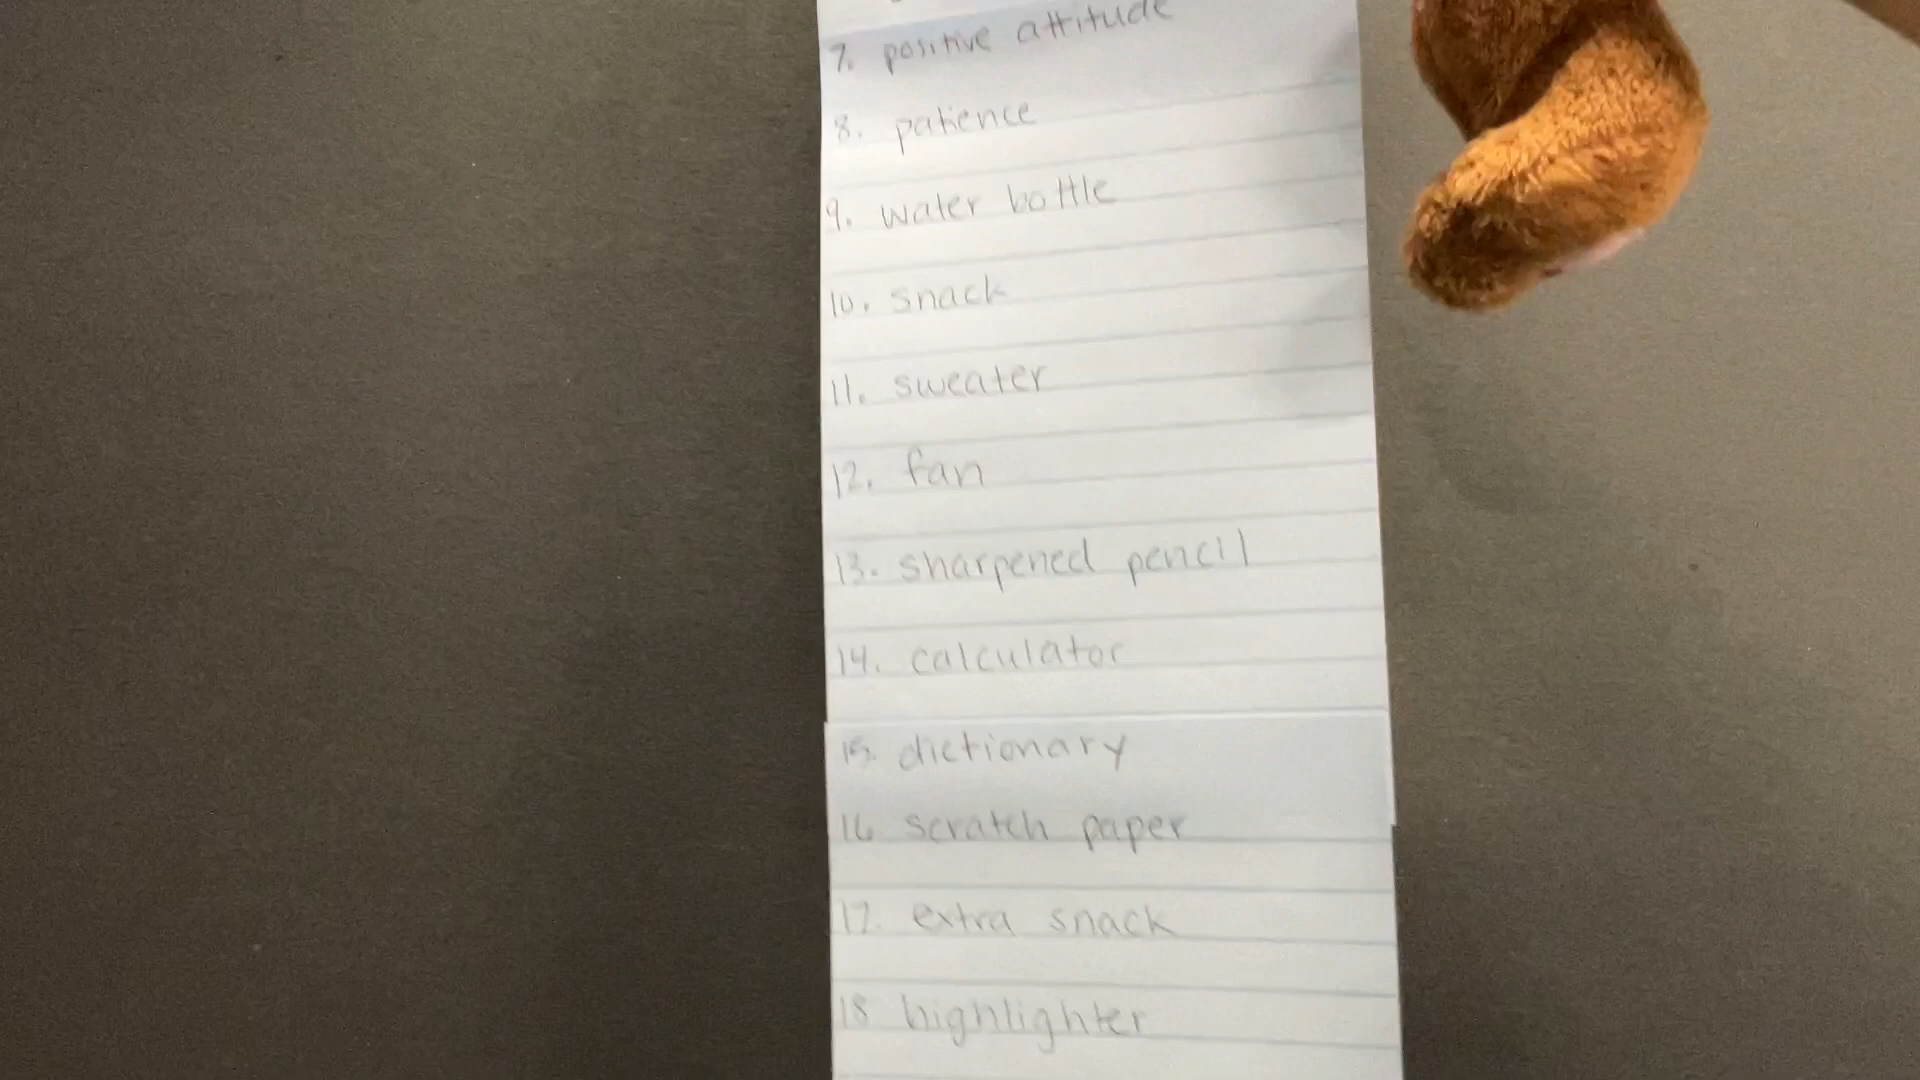 7. positive attitude
8. patience
9. water bottle
10. snack
11. sweater
12. fan
13. sharpened pencil
14. calculator
15. dictionary
16 scratch paper
17. extra snack
18 highlighter